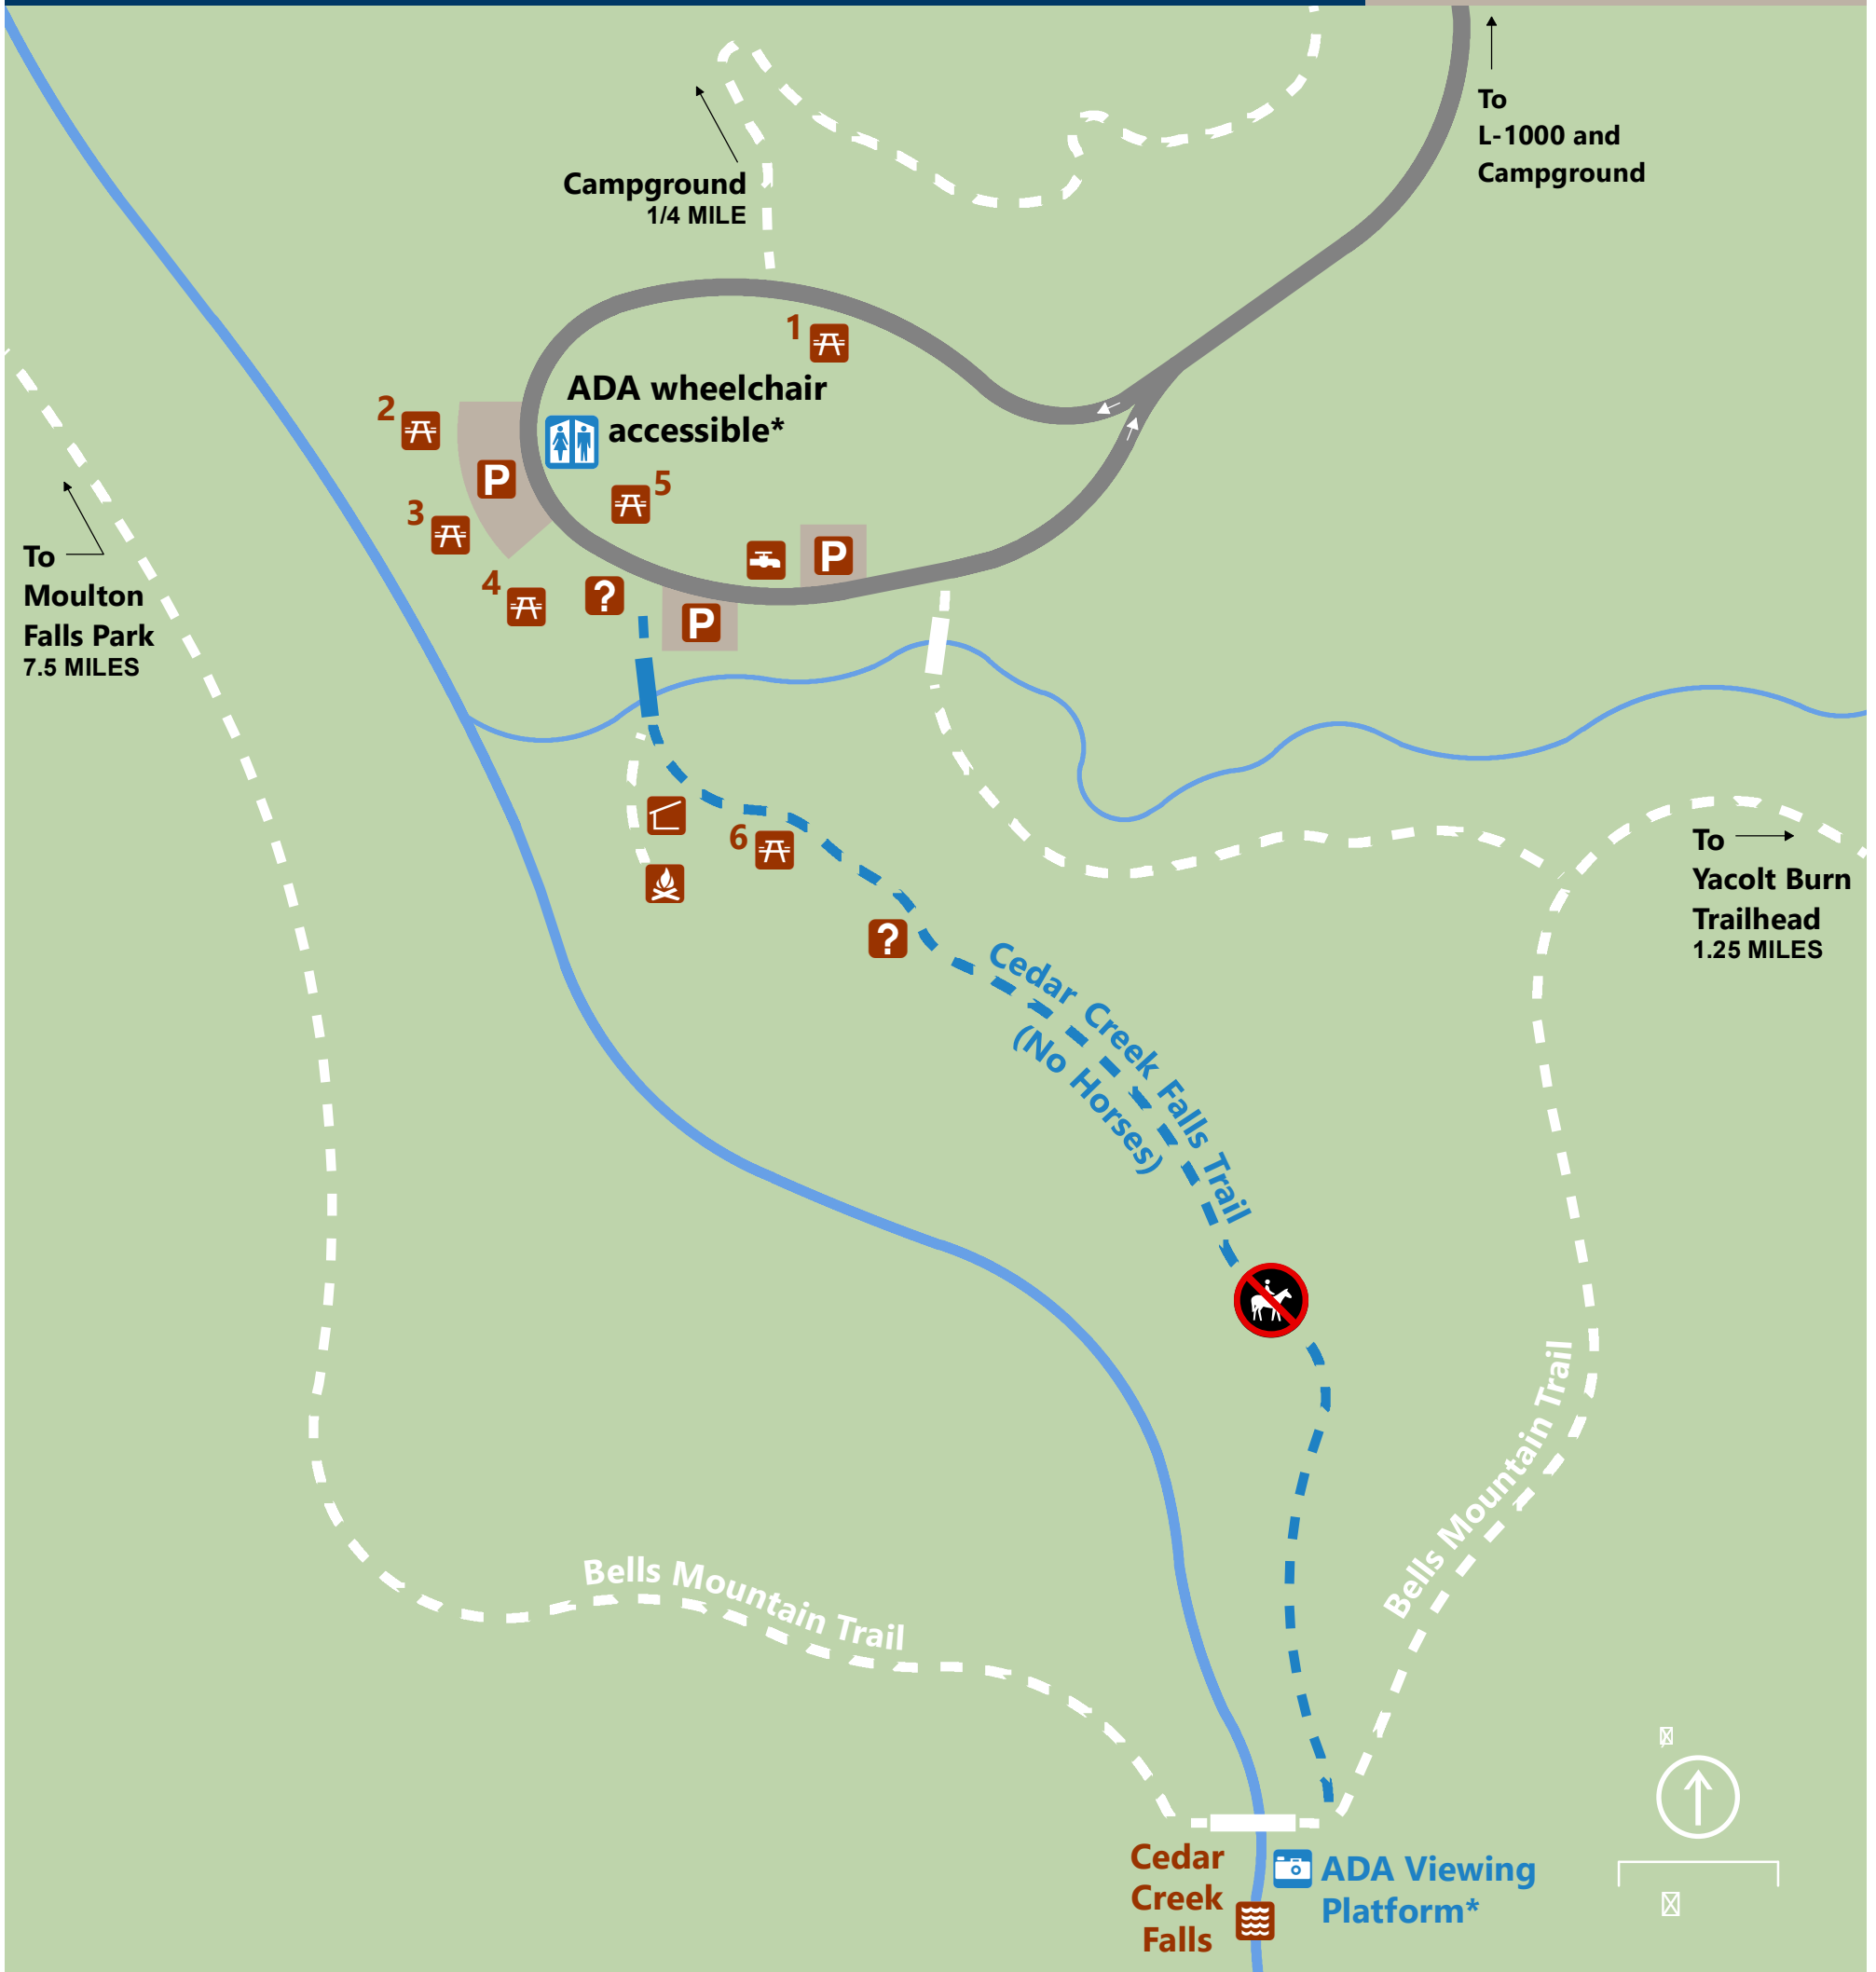 To
L-1000 and
Campground
Campground
1/4 MILE
1
ADA wheelchair
accessible*
2
P
5
3
P
4
?
P
To
Moulton
Falls Park
7.5 MILES
6
?
To
Yacolt Burn
Trailhead
1.25 MILES
Cedar Creek Falls Trail
(No Horses)
Bells Mountain Trail
Bells Mountain Trail
Cedar
Creek
Falls
ADA Viewing
Platform*